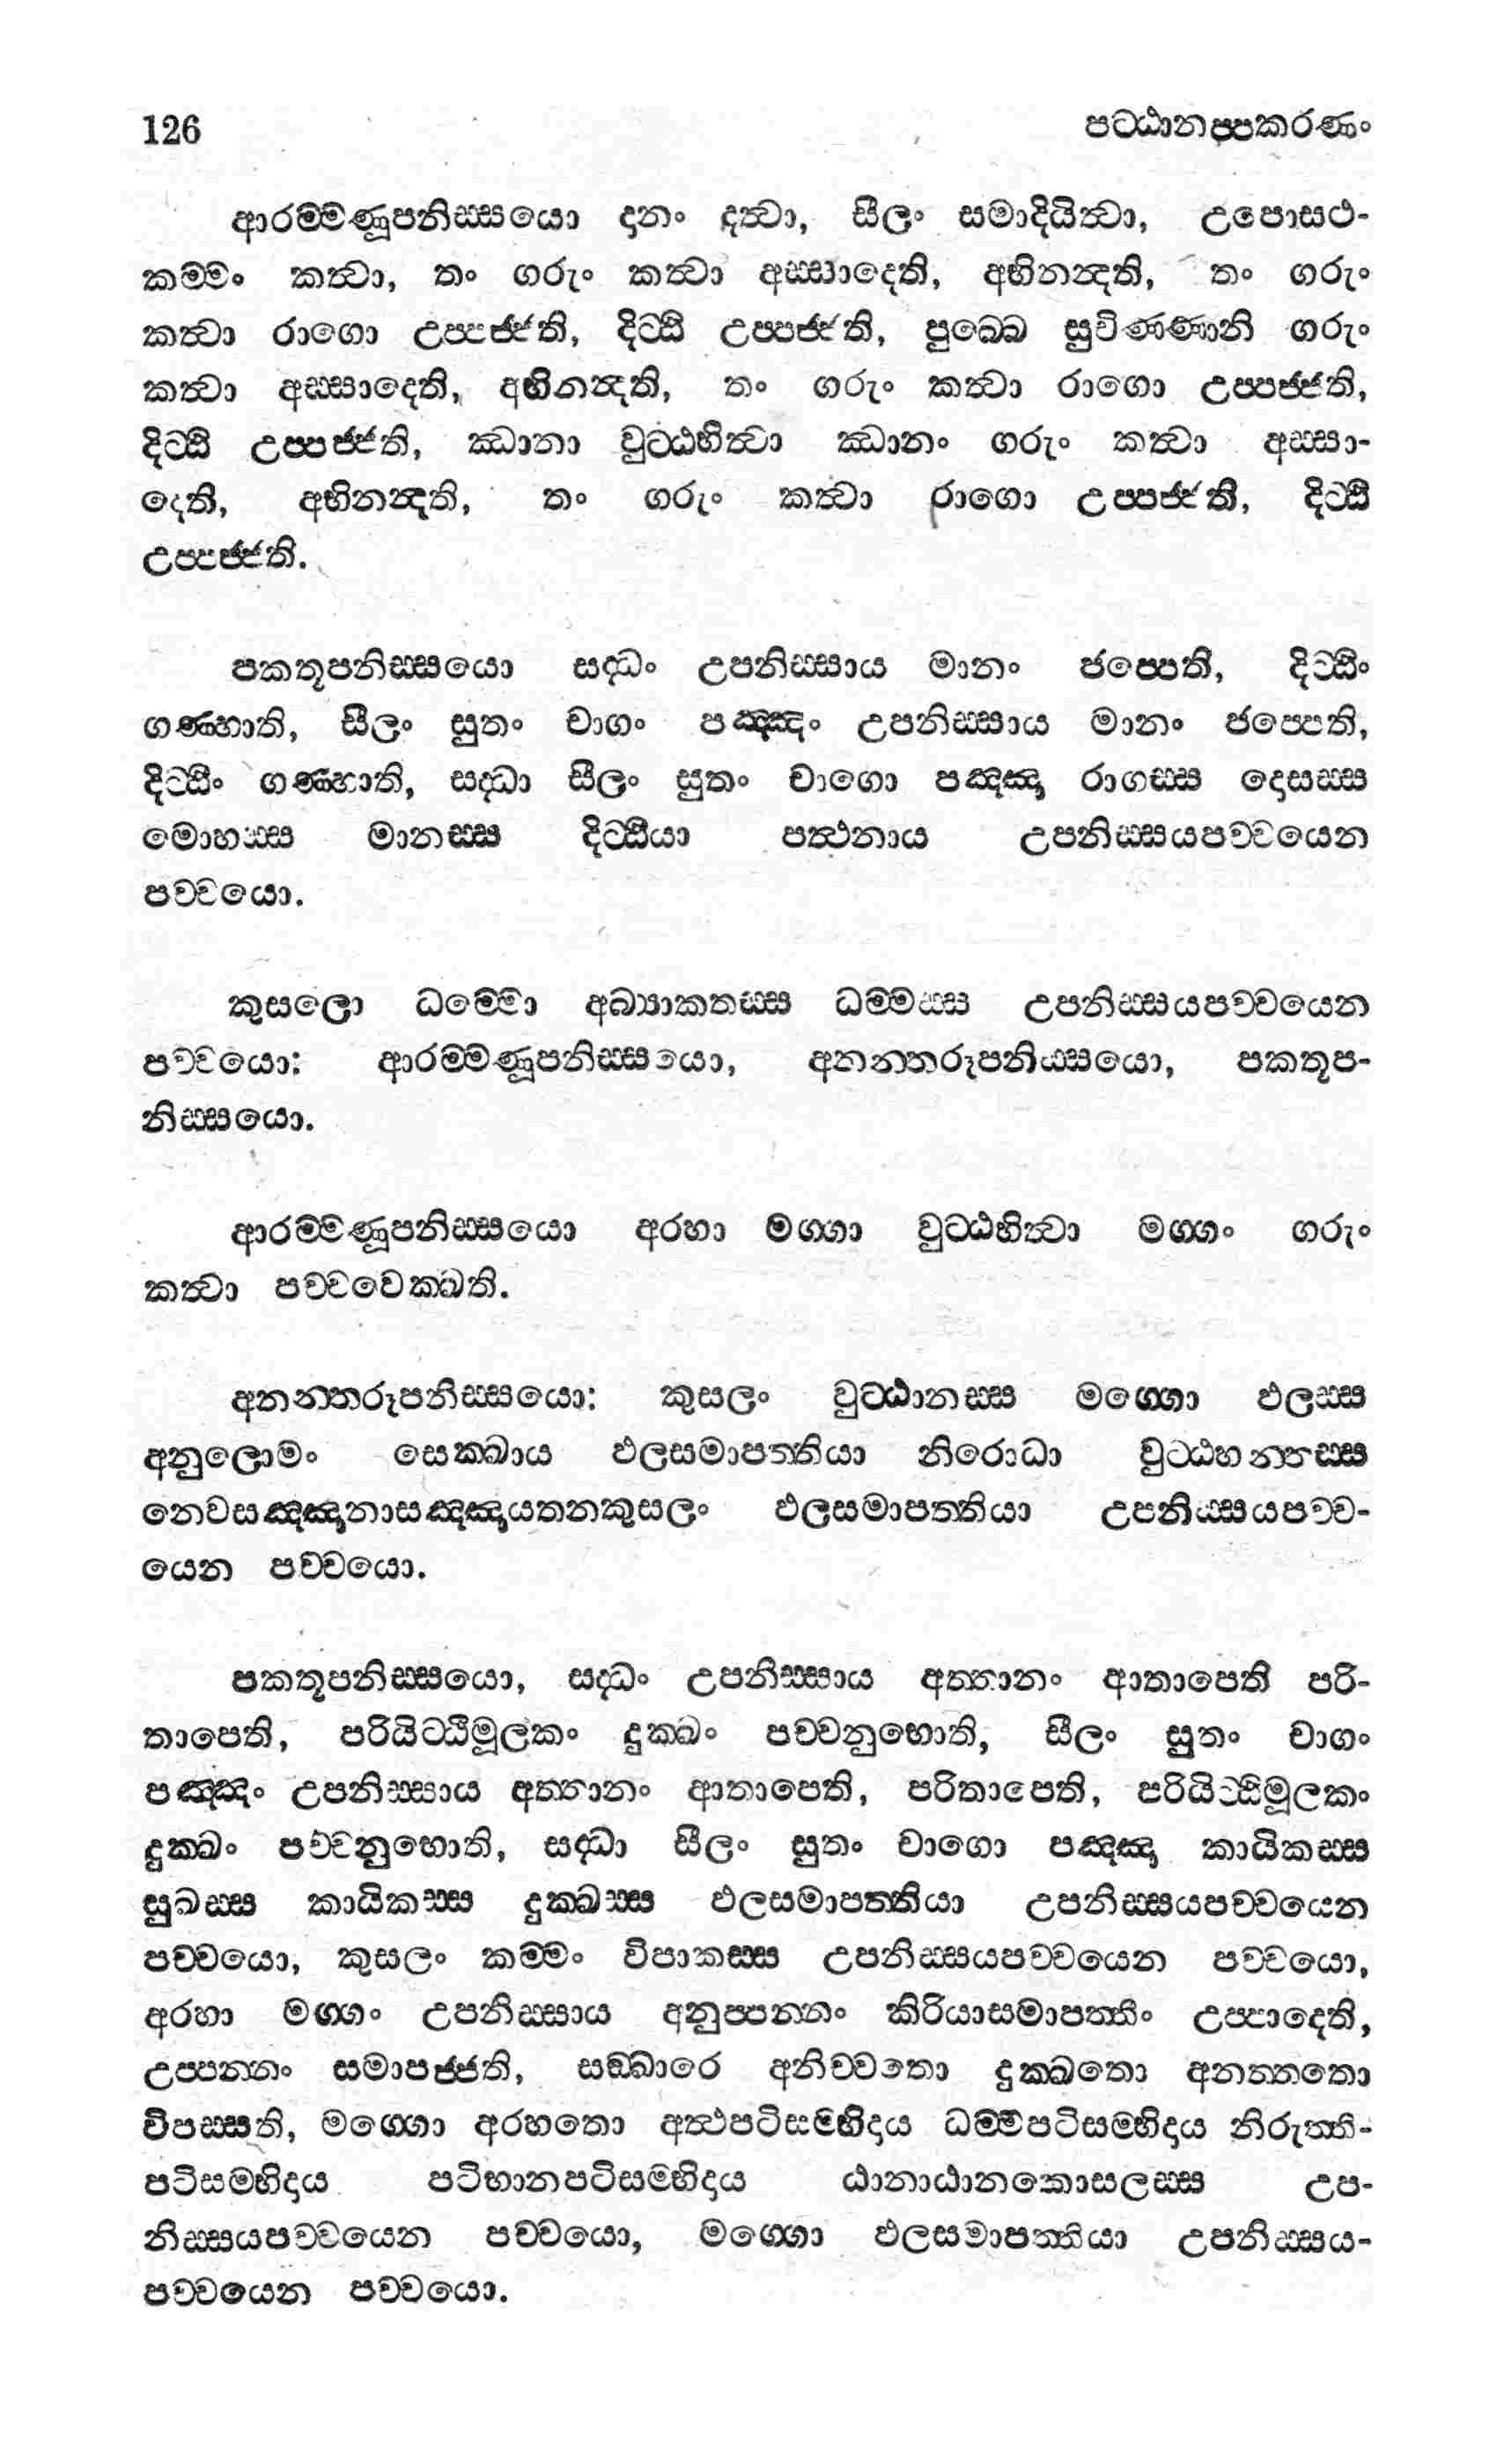 126 පට්ඨානප්පකරණං
ආරම්මණූපනිස්සයො දානං දත්වා, සීලං සමාදියිත්වා, උපොසථ-
කම්මං කත්වා, තං ගරුං කත්වා අස්සාදෙති, අභිනන්දති, තං ගරුං
කත්වා රාගො උප්පජ්ජති, දිට්ඨි උප්පජ්ජති, පුබ්බෙ සුචිණ්ණානි ගරුං
කත්වා අස්සාදෙති, අභිනන්දති, තං ගරුං කත්වා රාගො උප්පජ්ජති,
දිට්ඨි උප්පජ්ජති, ඣානා වුට්ඨහිත්වා ඣානං ගරුං කත්වා අස්සා-
දෙති, අභිනන්දති, තං ගරුං කත්වා රාගො උප්පජ්ජති, දිට්ඨි
උප්පජ්ජති.
පකතූපනිස්සයො සද්ධං උපනිස්සාය මානං ජප්පෙති, දිට්ඨිං
ගණ්හාති, සීලං සුතං චාගං පඤ්ඤං උපනිස්සාය මානං ජප්පෙති,
දිට්ඨිං ගණ්හාති, සද්ධා සීලං සුතං චාගො පඤ්ඤා රාගස්ස දොසස්ස
මොහස්ස මානස්ස දිට්ඨියා පත්ථනාය උපනිස්සයපච්චයෙන
පච්චයො.
කුසලො ධම්මො අබ්‍යාකතස්ස ධම්මස්ස උපනිස්සයපච්චයෙන
පච්චයො: ආරම්මණූපනිස්සයො, අනන්තරූපනිස්සයො, පකතූප-
නිස්සයො.
ආරම්මණූපනිස්සයො අරහා මග්ගා වුට්ඨහිත්වා මග්ගං ගරුං
කත්වා පච්චවෙක්ඛති.
අනන්තරූපනිස්සයො: කුසලං වුට්ඨානස්ස මග්ගො ඵලස්ස
අනුලොමං සෙක්ඛාය ඵලසමාපත්තියා නිරොධා වුට්ඨහන්තස්ස
නෙවසඤ්ඤානාසඤ්ඤායතනකුසලං ඵලසමාපත්තියා උපනිස්සයපච්ච-
යෙන පච්චයො.
පකතූපනිස්සයො, සද්ධං උපනිස්සාය අත්තානං ආතාපෙති පරි-
තාපෙති, පරියිට්ඨිමූලකං දුක්ඛං පච්චනුභොති, සීලං සුතං චාගං
පඤ්ඤං උපනිස්සාය අත්තානං ආතාපෙති, පරිතාපෙති, පරියිට්ඨිමූලකං
දුක්ඛං පච්චනුභොති, සද්ධා සීලං සුතං චාගො පඤ්ඤා කායිකස්ස
සුඛස්ස කායිකස්ස දුක්ඛස්ස ඵලසමාපත්තියා උපනිස්සයපච්චයෙන
පච්චයො, කුසලං කම්මං විපාකස්ස උපනිස්සයපච්චයෙන පච්චයො,
අරහා මග්ගං උපනිස්සාය අනුප්පන්නං කිරියාසමාපත්තිං උප්පාදෙති,
උප්පන්නං සමාපජ්ජති, සඞ්ඛාරෙ අනිච්චතො දුක්ඛතො අනත්තතො
විපස්සති, මග්ගො අරහතො අත්ථපටිසම්භිදාය ධම්මපටිසම්භිදාය නිරුත්ති-
පටිසම්භිදාය පටිභානපටිසම්භිදාය ඨානාඨානකොසලස්ස උප-
නිස්සයපච්චයෙන පච්චයො, මග්ගො ඵලසමාපත්තියා උපනිස්සය-
පච්චයෙන පච්චයො.